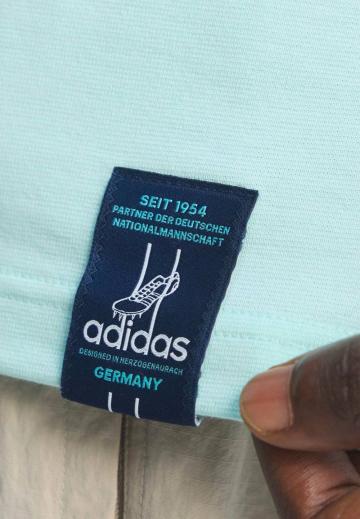 SEIT 1954
PARTNER DER DEUTSCHEN
NATIONALMANNSCHAFT
adidas
DESIGNED IN HERZOGENAURACH
GERMANY